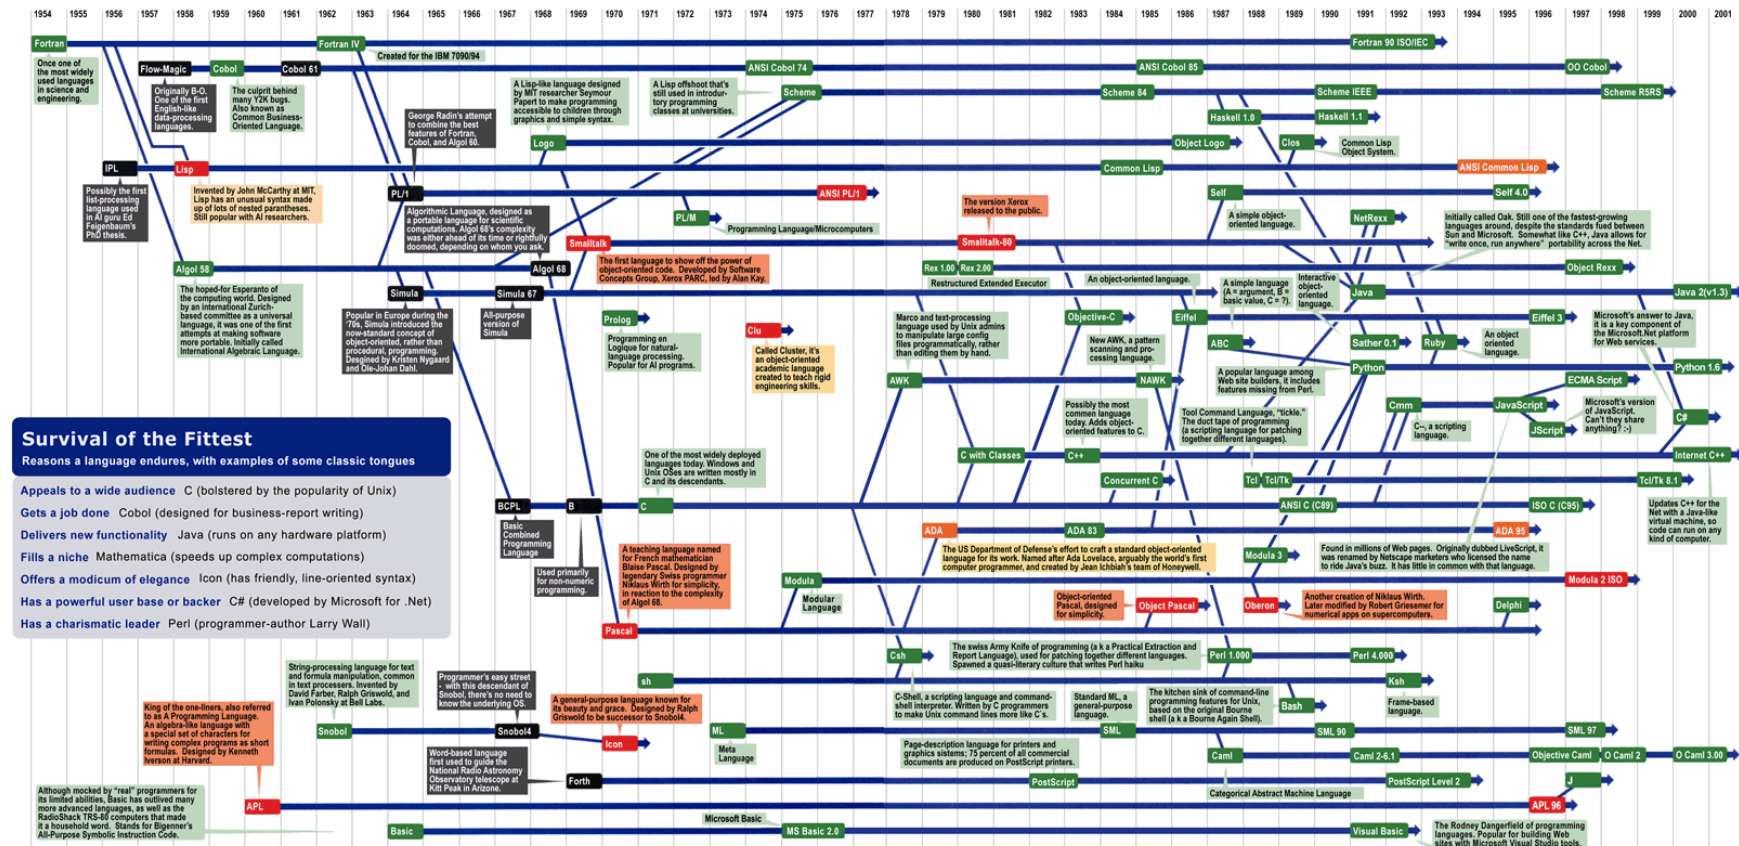 1954 1955 1956 1957 1958 1959 1960 1961 1962 1963 1964 1965 1966 1967 1968 1969 1970 1971 1972 1973 1974 1975 1976 1977 1978 1979 1980 1981 1982 1983 1984 1985 1986 1987 1988 1989 1990 1991 1992 1993 1994 1995 1996 1997 1998 1999 2000 2001
Fortran
Fortran IV
Fortran 90 ISO/IEC
Created for the IBM 7090/94
Once one of
the most widely
used languages
in science and
engineering.
Flow-Magic
Cobol
Cobol 61
ANSI Cobol 74
ANSI Cobol 85
OO Cobol
Originally B-O.
One of the first
English-like
data-processing
languages.
The culprit behind
many Y2K bugs.
Also known as
Common Business-
Oriented Language.
A Lisp-like language designed
by MIT researcher Seymour
Papert to make programming
accessible to children through
graphics and simple syntax.
A Lisp offshoot that's
still used in introduc-
tory programming
classes at universities.
Scheme
Scheme 84
Scheme IEEE
Scheme R5RS
George Radin's attempt
to combine the best
features of Fortran,
Cobol, and Algol 60.
Haskell 1.0
Haskell 1.1
Logo
Object Logo
Clos
Common Lisp
Object System.
IPL
Lisp
Common Lisp
ANSI Common Lisp
Possibly the first
list-processing
language used
in AI guru Ed
Feigenbaum's
PhD thesis.
Invented by John McCarthy at MIT,
Lisp has an unusual syntax made
up of lots of nested parantheses.
Still popular with AI researchers.
PL/1
ANSI PL/1
Self
Self 4.0
Algorithmic Language, designed as
a portable language for scientific
computations. Algol 68's complexity
was either ahead of its time or rightfully
doomed, depending on whom you ask.
PL/M
Programming Language/Microcomputers
The version Xerox
released to the public.
A simple object-
oriented language.
NetRexx
Initially called Oak. Still one of the fastest-growing
languages around, despite the standards fued between
Sun and Microsoft. Somewhat like C++, Java allows for
"write once, run anywhere" portability across the Net.
Smalltalk
Smalltalk-80
The first language to show off the power of
object-oriented code. Developed by Software
Concepts Group, Xerox PARC, led by Alan Kay.
Algol 58
Algol 68
Rex 1.00
Rex 2.00
Object Rexx
Restructured Extended Executor
The hoped-for Esperanto of
the computing world. Designed
by an international Zurich-
based committee as a universal
language, it was one of the first
attempts at making software
more portable. Initially called
International Algebraic Language.
An object-oriented language.
A simple language
(A = argument, B =
basic value, C = ?).
Interactive
object-
oriented
language.
Simula
Simula 67
Java
Java 2(v1.3)
Popular in Europe during the
'70s, Simula introduced the
now-standard concept of
object-oriented, rather than
procedural, programming.
Desgined by Kristen Nygaard
and Ole-Johan Dahl.
All-purpose
version of
Simula
Prolog
Programming en
Logique for natural-
language processing.
Popular for AI programs.
Clu
Called Cluster, it's
an object-oriented
academic language
created to teach rigid
engineering skills.
Marco and text-processing
language used by Unix admins
to manipulate large config
files programatically, rather
than editing them by hand.
Objective-C
Eiffel
Eiffel 3
New AWK, a pattern
scanning and pro-
cessing language.
Microsoft's answer to Java,
it is a key component of
the Microsoft.Net platform
for Web services.
ABC
Sather 0.1
Ruby
An object
oriented
language.
Python
Python 1.6
A popular language among
Web site builders, it includes
features missing from Perl.
AWK
NAWK
ECMA Script
Possibly the most
commen language
today. Adds object-
oriented features to C.
Tool Command Language, "tickle."
The duct tape of programming
(a scripting language for patching
together different languages).
Cmm
C--, a scripting
language.
JavaScript
JScript
Microsoft's version
of JavaScript.
Can't they share
anything? :-)
C#
Survival of the Fittest
Reasons a language endures, with examples of some classic tongues
Appeals to a wide audience C (bolstered by the popularity of Unix)
Gets a job done Cobol (designed for business-report writing)
Delivers new functionality Java (runs on any hardware platform)
Fills a niche Mathematica (speeds up complex computations)
Offers a modicum of elegance Icon (has friendly, line-oriented syntax)
Has a powerful user base or backer C# (developed by Microsoft for .Net)
Has a charismatic leader Perl (programmer-author Larry Wall)
One of the most widely deployed
languages today. Windows and
Unix OSes are written mostly in
C and its descendants.
C with Classes
C++
Internet C++
Concurrent C
Tcl
Tcl/Tk
Tcl/Tk 8.1
BCPL
B
C
ANSI C (C89)
ISO C (C95)
Updates C++ for the
Net with a Java-like
virtual machine, so
code can run on any
kind of computer.
Basic
Combined
Programming
Language
ADA
ADA 83
ADA 95
The US Department of Defense's effort to craft a standard object-oriented
language for its work. Named after Ada Lovelace, arguably the world's first
computer programmer, and created by Jean Ichbiah's team of Honeywell.
Modula 3
Found in millions of Web pages. Originally dubbed LiveScript, it
was renamed by Netscape marketers who licensed the name
to ride Java's buzz. It has little in common with that language.
Used primarily
for non-numeric
programming.
A teaching language named
for French mathematician
Blaise Pascal. Designed by
legendary Swiss programmer
Niklaus Wirth for simplicity,
in reaction to the complexity
of Algol 68.
Modula
Modula 2 ISO
Modular
Language
Object-oriented
Pascal, designed
for simplicity.
Object Pascal
Oberon
Another creation of Niklaus Wirth.
Later modified by Robert Griesemer for
numerical apps on supercomputers.
Delphi
Pascal
Csh
The swiss Army Knife of programming (a k a Practical Extraction and
Report Language), used for patching together different languages.
Spawned a quasi-literary culture that writes Perl haiku
Perl 1.000
Perl 4.000
String-processing language for text
and formula manipulation, common
in text processers. Invented by
David Farber, Ralph Griswold, and
Ivan Polonsky at Bell Labs.
Programmer's easy street
- with this descendant of
Snobol, there's no need to
know the underlying OS.
sh
Ksh
Frame-based
language.
A general-purpose language known for
its beauty and grace. Designed by Ralph
Griswold to be successor to Snobol4.
C-Shell, a scripting language and command-
shell interpreter. Written by C programmers
to make Unix command lines more like C's.
Standard ML, a
general-purpose
language.
The kitchen sink of command-line
programming features for Unix,
based on the original Bourne
shell (a k a Bourne Again Shell).
Bash
King of the one-liners, also referred
to as A Programming Language.
An algebra-like language with
a special set of characters for
writing complex programs as short
formulas. Designed by Kenneth
Iverson at Harvard.
Snobol
Snobol4
Icon
ML
SML
SML 90
SML 97
Meta
Language
Word-based language
first used to guide the
National Radio Astronomy
Observatory telescope at
Kitt Peak in Arizone.
Page-description language for printers and
graphics sistems; 75 percent of all commercial
documents are produced on PostScript printers.
Caml
Caml 2-6.1
Objective Caml
O Caml 2
O Caml 3.00
Forth
PostScript
PostScript Level 2
J
Categorical Abstract Machine Language
Although mocked by "real" programmers for
its limited abilities, Basic has outlived many
more advanced languages, as well as the
RadioShack TRS-80 computers that made
it a household word. Stands for Bigenner's
All-Purpose Symbolic Instruction Code.
APL
APL 96
Microsoft Basic
Basic
MS Basic 2.0
Visual Basic
The Rodney Dangerfield of programming
languages. Popular for building Web
sites with Microsoft Visual Studio tools.